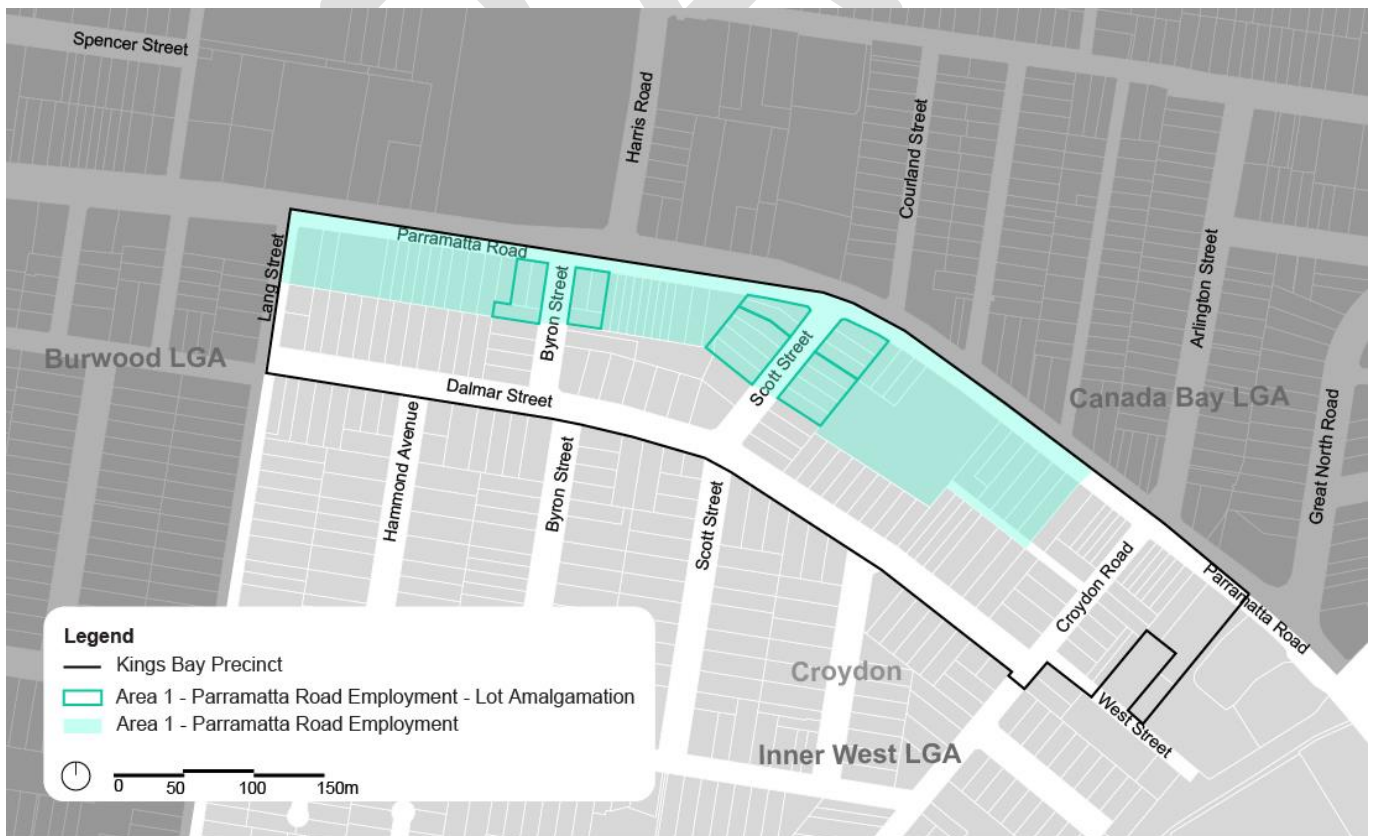 Spencer Street
Harris Road
Courland Street
Arlington Street
Great North Road
Parramatta Road
Lang Street
Byron Street
Scott Street
Burwood LGA
Canada Bay LGA
Dalmar Street
Hammond Avenue
Byron Street
Scott Street
Croydon Road
Parramatta Road
West Street
Croydon
Inner West LGA
Legend
Kings Bay Precinct
Area 1 - Parramatta Road Employment - Lot Amalgamation
Area 1 - Parramatta Road Employment
0 50 100 150m